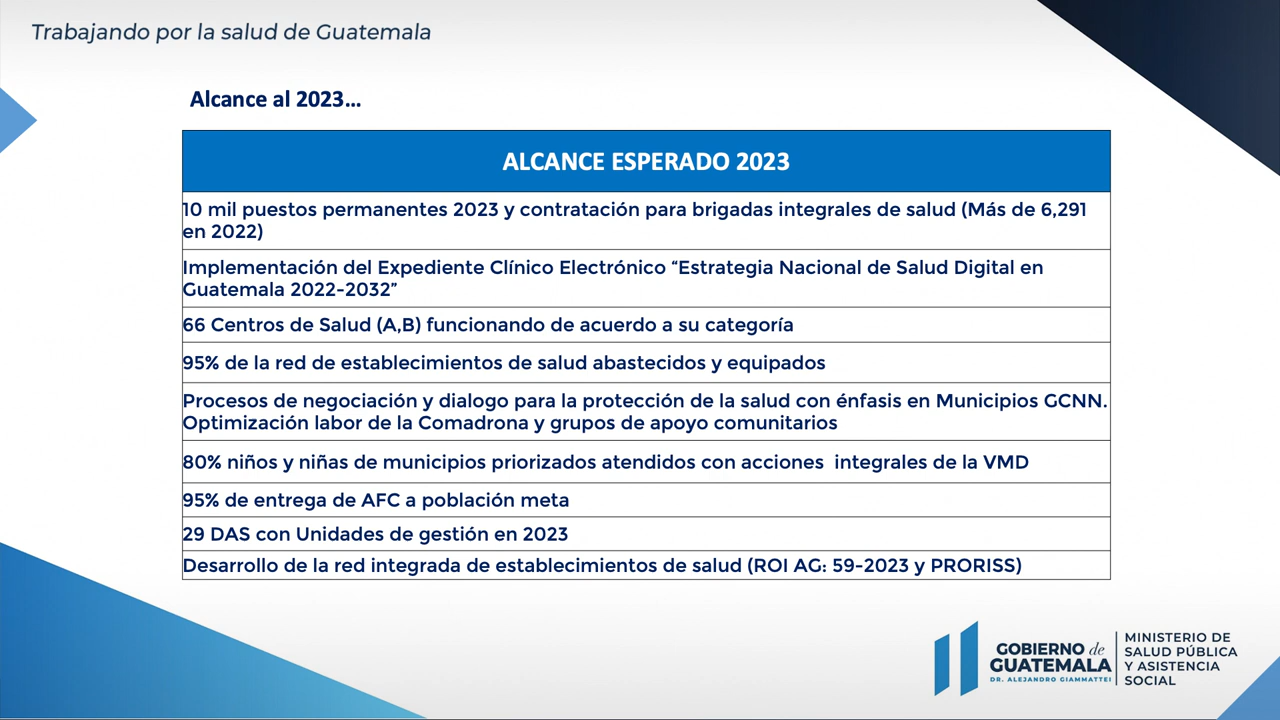 Trabajando por la salud de Guatemala
Alcance al 2023...
ALCANCE ESPERADO 2023
10 mil puestos permanentes 2023 y contratación para brigadas integrales de salud (Más de 6,291
en 2022)
Implementación del Expediente Clínico Electrónico “Estrategia Nacional de Salud Digital en
Guatemala 2022-2032”
66 Centros de Salud (A,B) funcionando de acuerdo a su categoría
95% de la red de establecimientos de salud abastecidos y equipados
Procesos de negociación y dialogo para la protección de la salud con énfasis en Municipios GCNN.
Optimización labor de la Comadrona y grupos de apoyo comunitarios
80% niños y niñas de municipios priorizados atendidos con acciones  integrales de la VMD
95% de entrega de AFC a población meta
29 DAS con Unidades de gestión en 2023
Desarrollo de la red integrada de establecimientos de salud (ROI AG: 59-2023 y PRORISS)
GOBIERNO de
GUATEMALA
DR. ALEJANDRO GIAMMATTEI
MINISTERIO DE
SALUD PÚBLICA
Y ASISTENCIA
SOCIAL